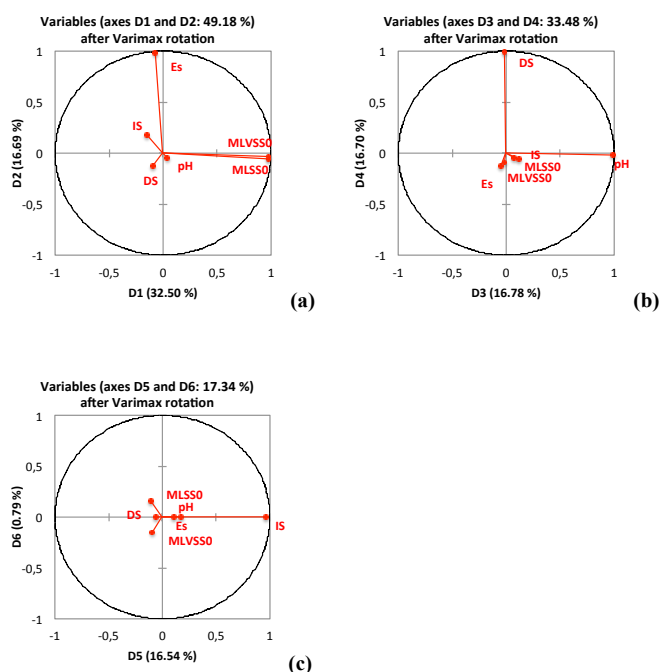 Variables (axes D1 and D2: 49.18 %)
after Varimax rotation
1
Es
0,5
IS
MLVSS0
0
pH
MLSS0
DS
-0,5
-1
-1
-0,5
0
0,5
1
D2 (16.69 %)
D1 (32.50 %)
(a)
Variables (axes D3 and D4: 33.48 %)
after Varimax rotation
1
DS
0,5
IS
0
MLSS0
pH
MLVSS0
Es
-0,5
-1
-1
-0,5
0
0,5
1
D4 (16.70 %)
D3 (16.78 %)
(b)
Variables (axes D5 and D6: 17.34 %)
after Varimax rotation
1
0,5
MLSS0
pH
0
DS
Es
IS
MLVSS0
-0,5
-1
-1
-0,5
0
0,5
1
D6 (0.79 %)
D5 (16.54 %)
(c)